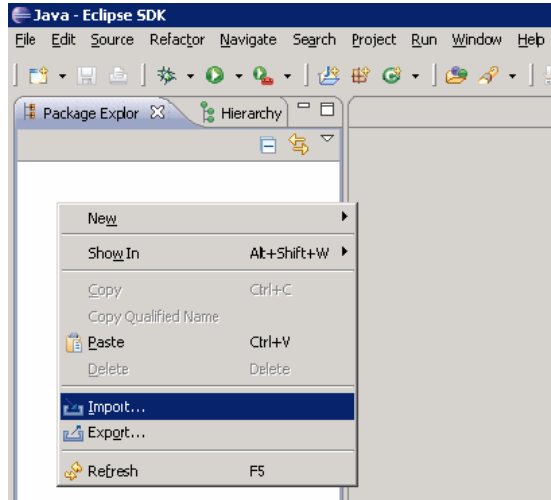 Java - Eclipse SDK
File Edit Source Refactor Navigate Search Project Run Window Help
Package Explor Hierarchy
New
Show In Alt+Shift+W
Copy Ctrl+C
Copy Qualified Name
Paste Ctrl+V
Delete Delete
Import...
Export...
Refresh F5